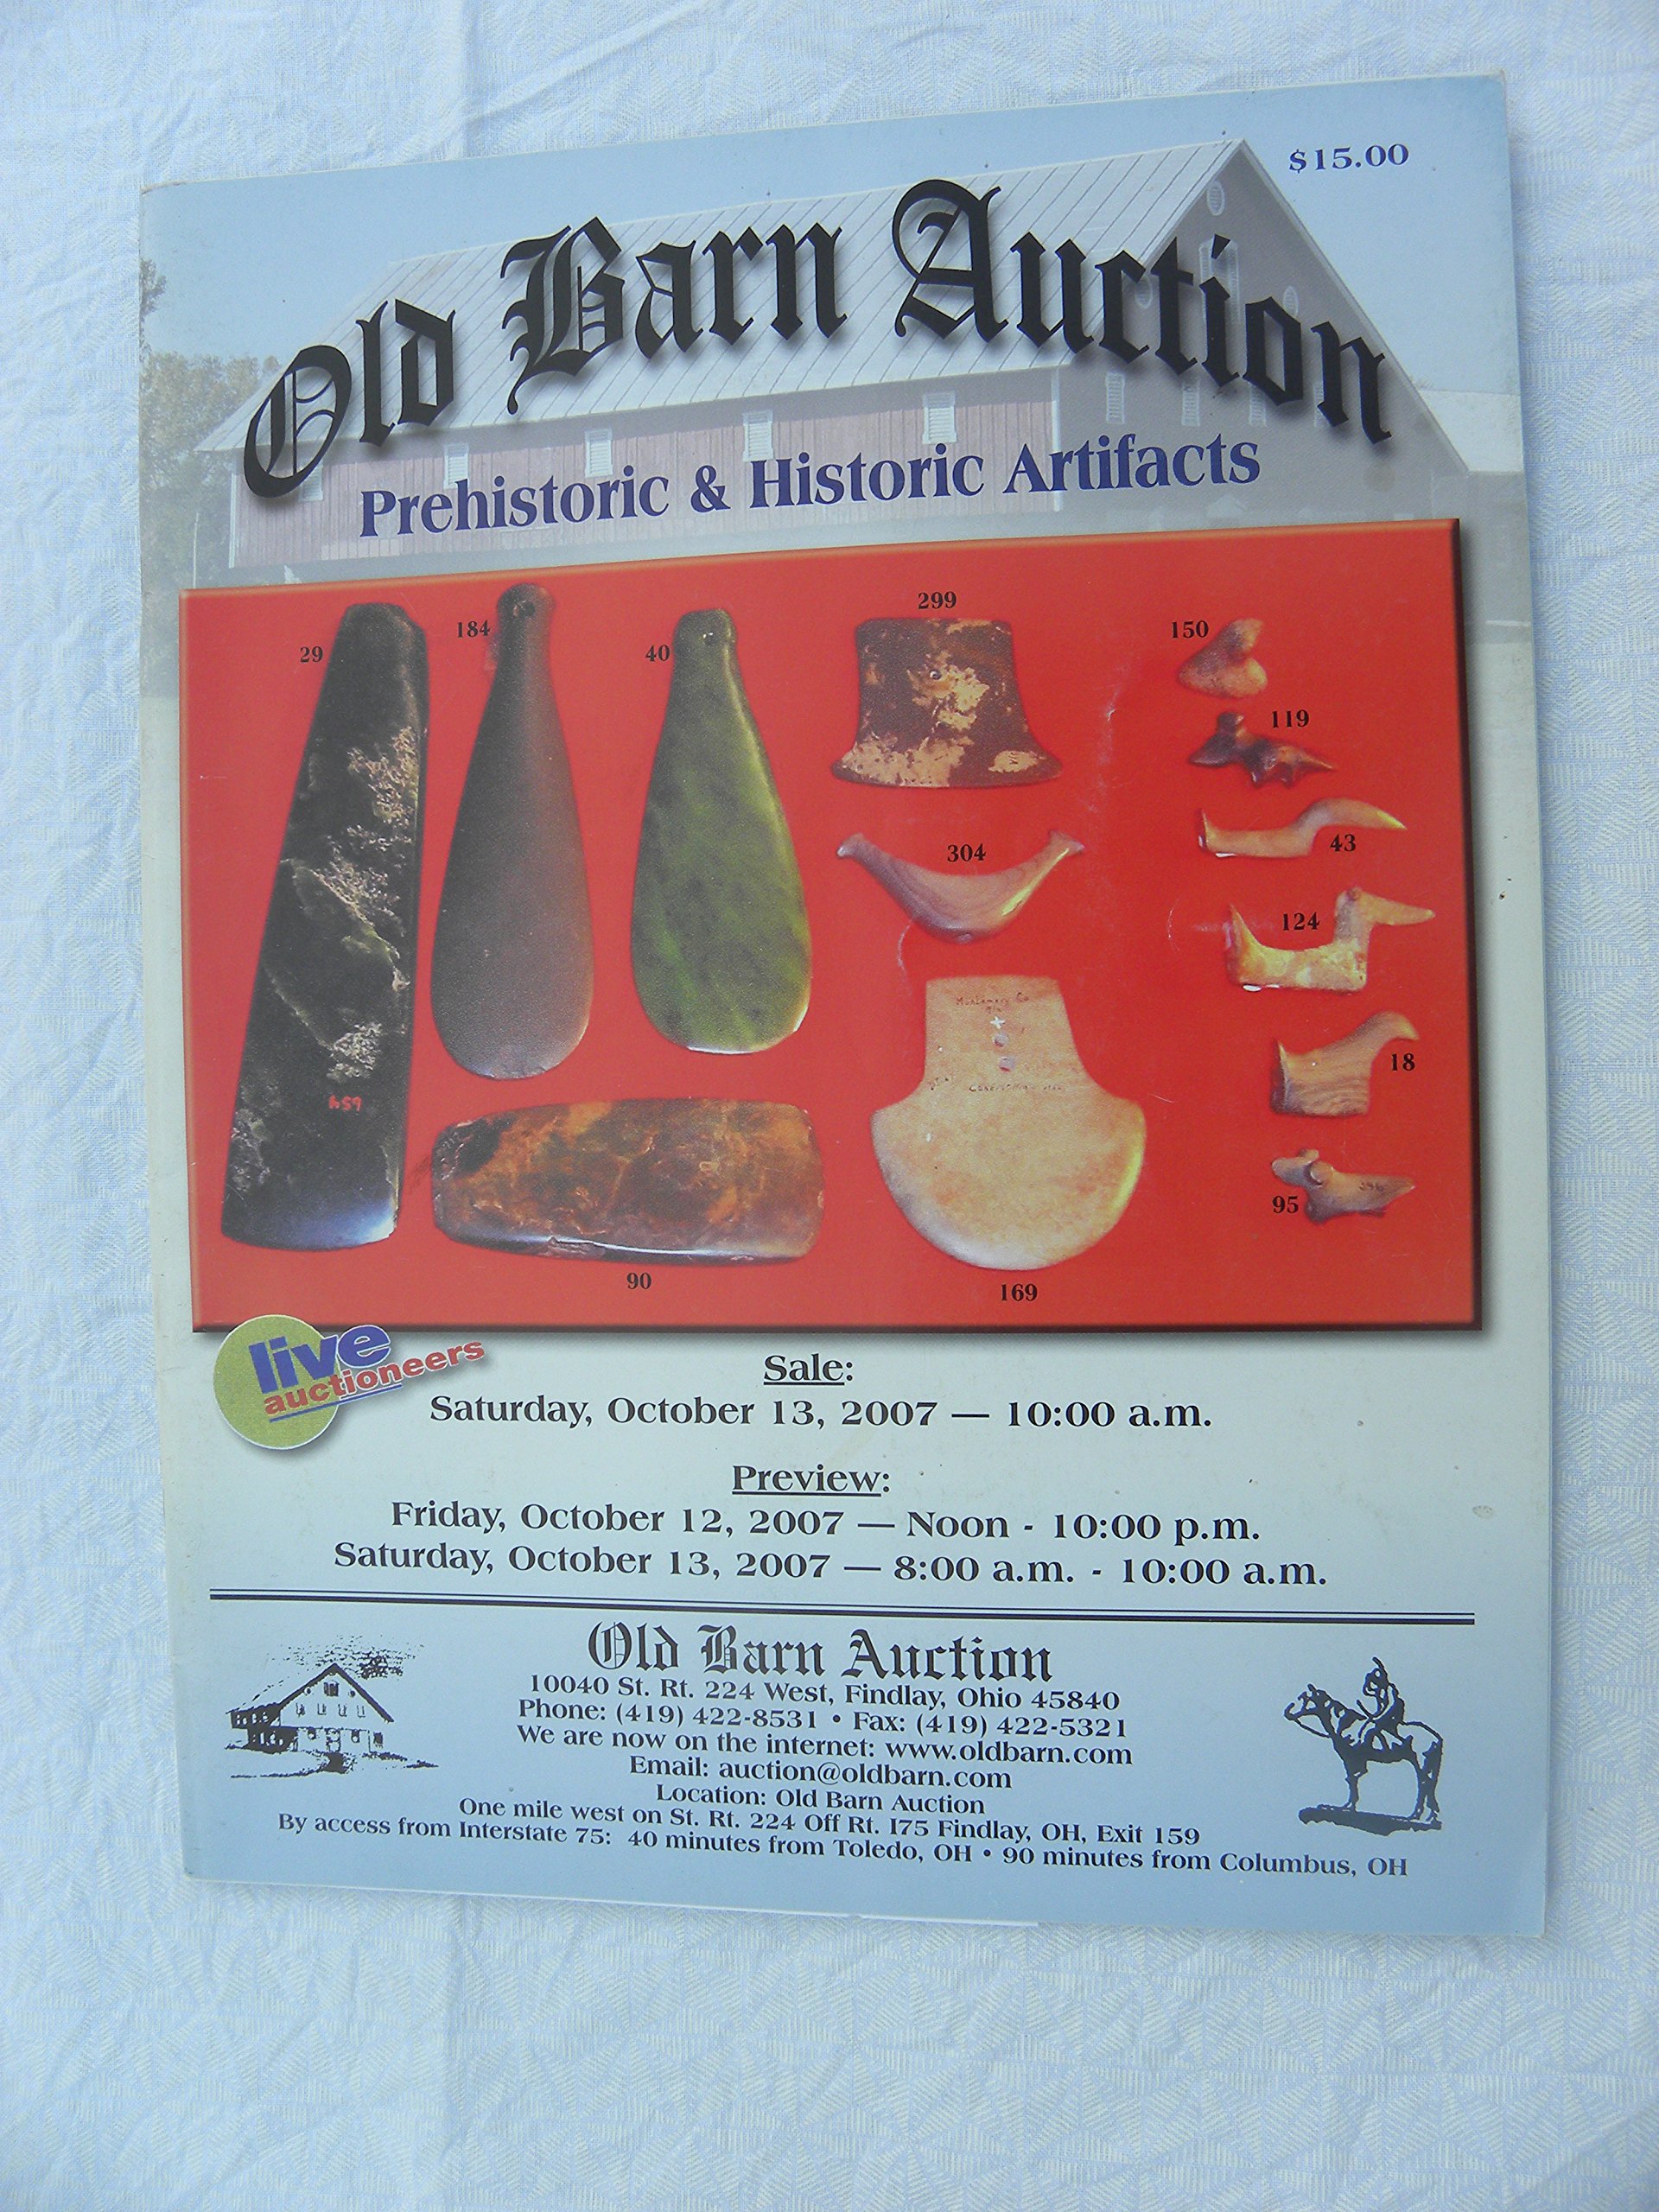 $15.00
Old Barn Auction
Prehistoric & Historic Artifacts
29
184
40
299
150
119
304
43
124
18
95
659
90
169
live
auctioneers
Sale:
Saturday, October 13, 2007 — 10:00 a.m.
Preview:
Friday, October 12, 2007 — Noon - 10:00 p.m.
Saturday, October 13, 2007 — 8:00 a.m. - 10:00 a.m.
Old Barn Auction
10040 St. Rt. 224 West, Findlay, Ohio 45840
Phone: (419) 422-8531 • Fax: (419) 422-5321
We are now on the internet: www.oldbarn.com
Email: auction@oldbarn.com
Location: Old Barn Auction
One mile west on St. Rt. 224 Off Rt. I75 Findlay, OH, Exit 159
By access from Interstate 75: 40 minutes from Toledo, OH • 90 minutes from Columbus, OH